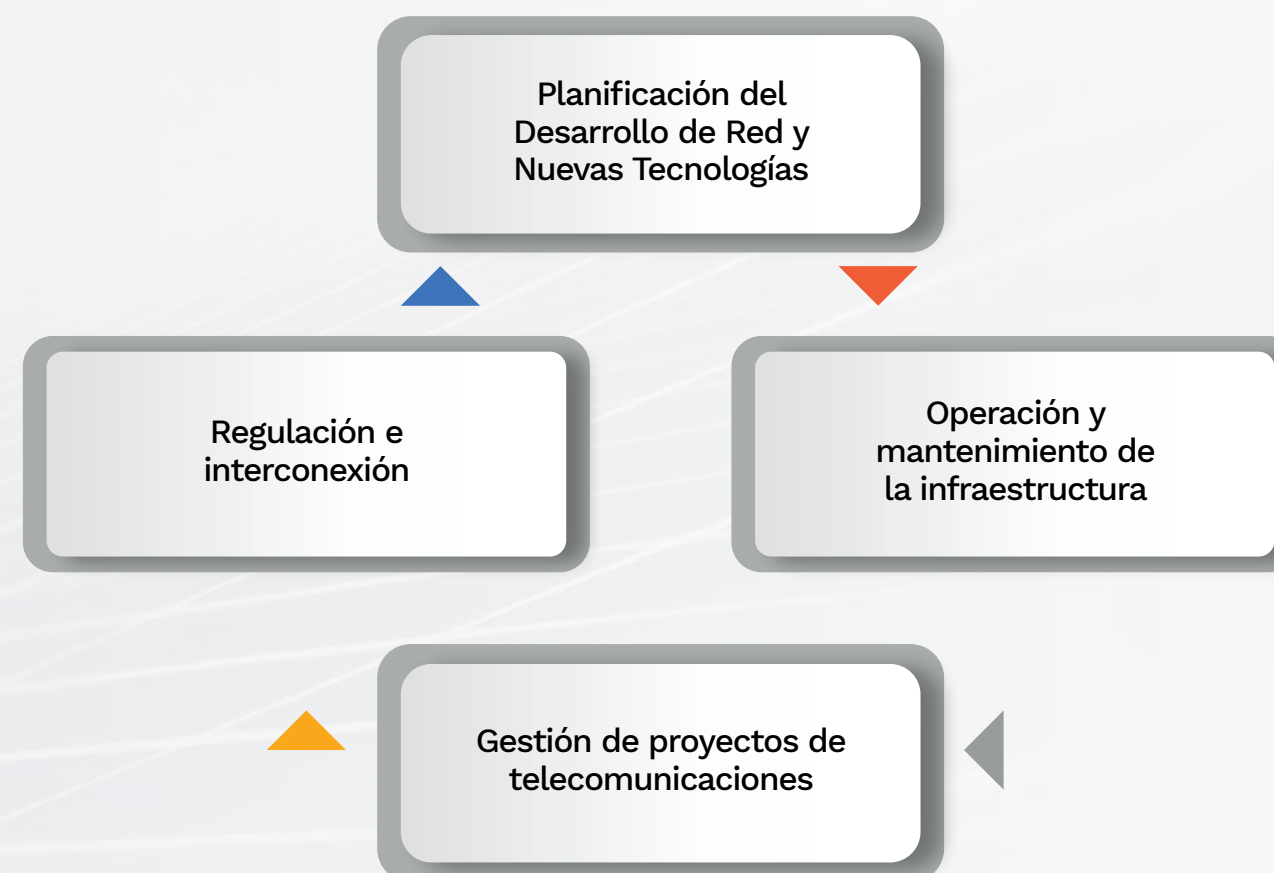 Planificación del
Desarrollo de Red y
Nuevas Tecnologías
Regulación e
interconexión
Operación y
mantenimiento de
la infraestructura
Gestión de proyectos de
telecomunicaciones